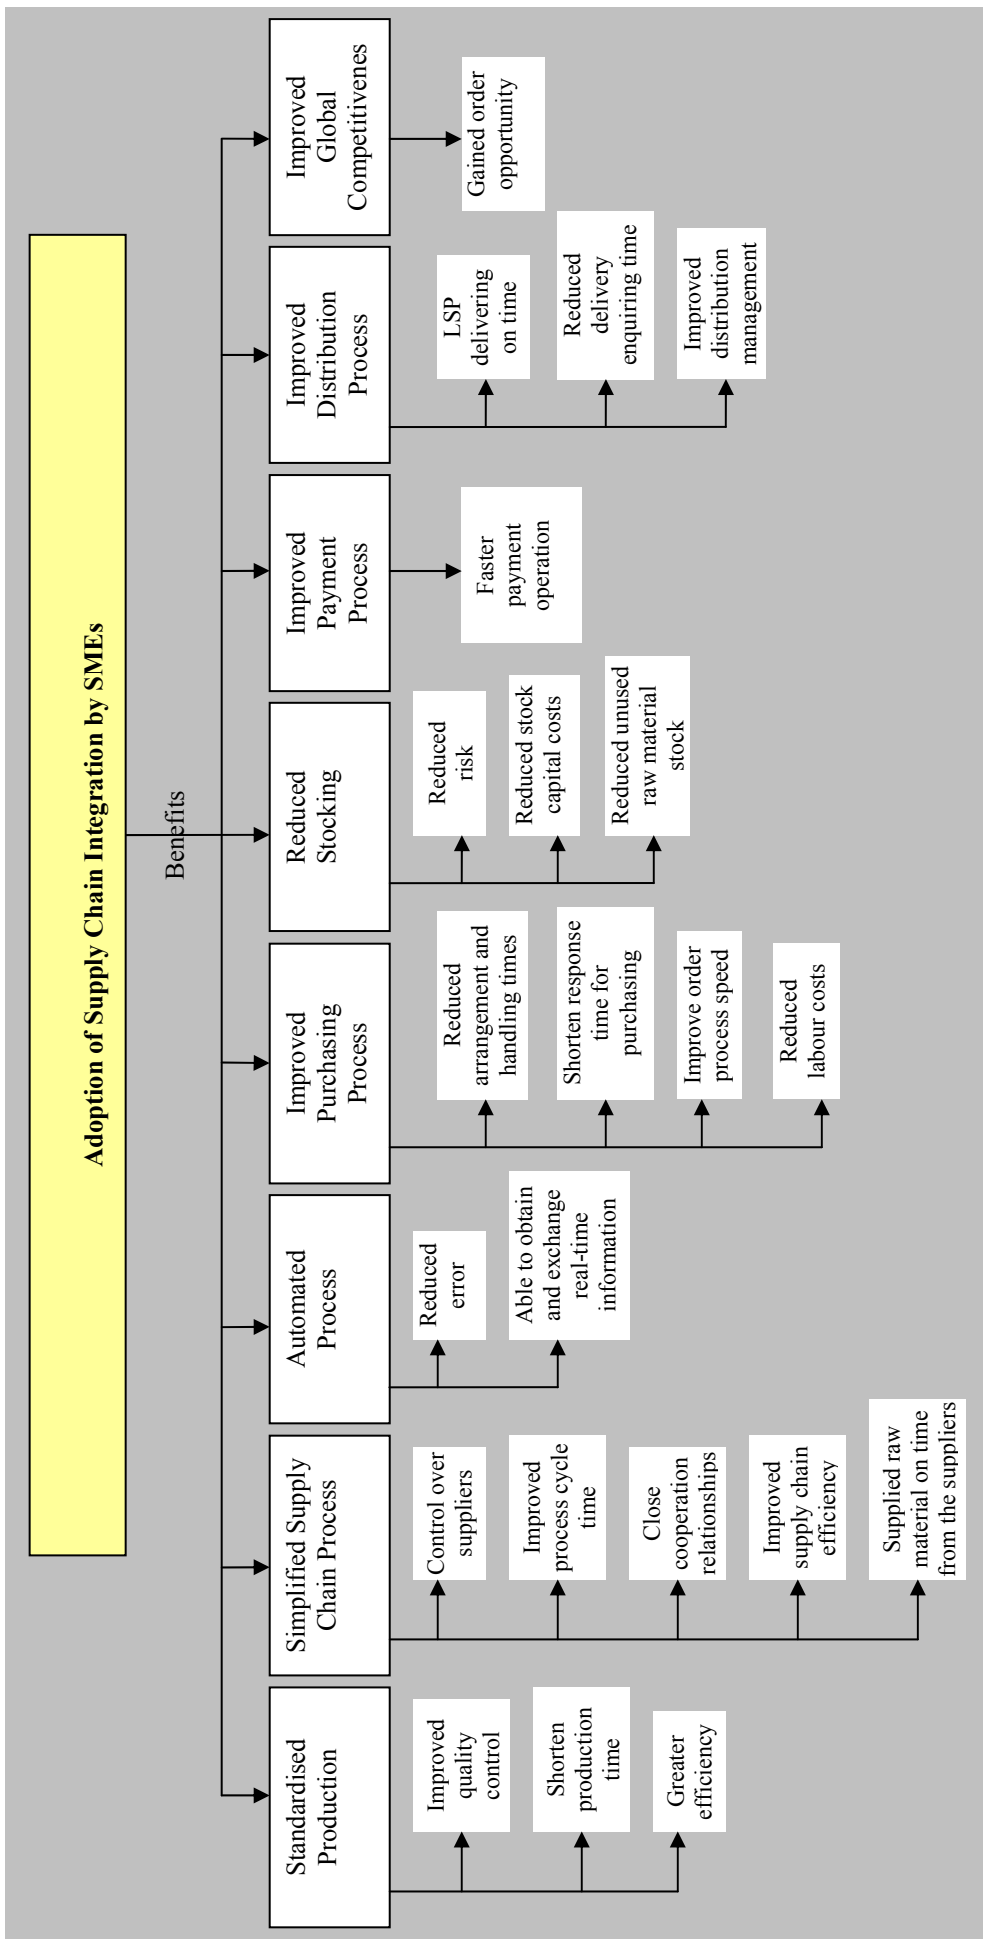 Adoption of Supply Chain Integration by SMEs
Benefits
Standardised
Production
Improved
quality
control
Shorten
production
time
Greater
efficiency
Simplified Supply
Chain Process
Control over
suppliers
Improved
process cycle
time
Close
cooperation
relationships
Improved
supply chain
efficiency
Supplied raw
material on time
from the suppliers
Automated
Process
Reduced
error
Able to obtain
and exchange
real-time
information
Improved
Purchasing
Process
Reduced
arrangement and
handling times
Shorten response
time for
purchasing
Improve order
process speed
Reduced
labour costs
Reduced
Stocking
Reduced
risk
Reduced stock
capital costs
Reduced unused
raw material
stock
Improved
Payment
Process
Faster
payment
operation
Improved
Distribution
Process
LSP
delivering
on time
Reduced
delivery
enquiring time
Improved
distribution
management
Improved
Global
Competitivenes
Gained order
opportunity